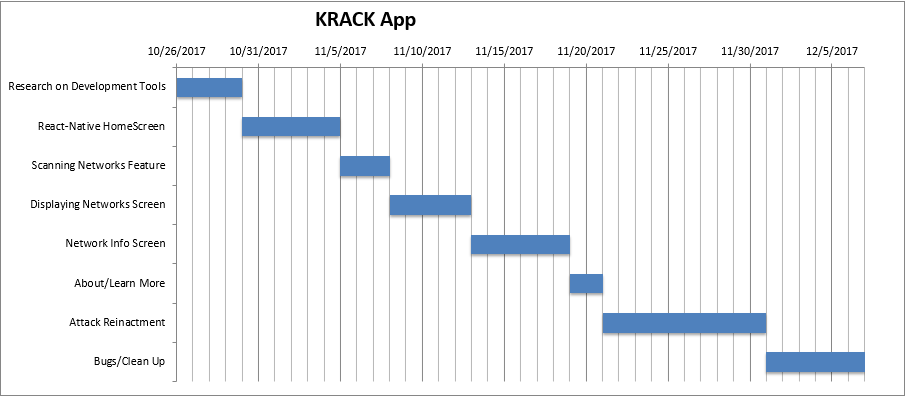 KRACK App
10/26/2017 10/31/2017 11/5/2017 11/10/2017 11/15/2017 11/20/2017 11/25/2017 11/30/2017 12/5/2017
Research on Development Tools
React-Native HomeScreen
Scanning Networks Feature
Displaying Networks Screen
Network Info Screen
About/Learn More
Attack Reinactment
Bugs/Clean Up